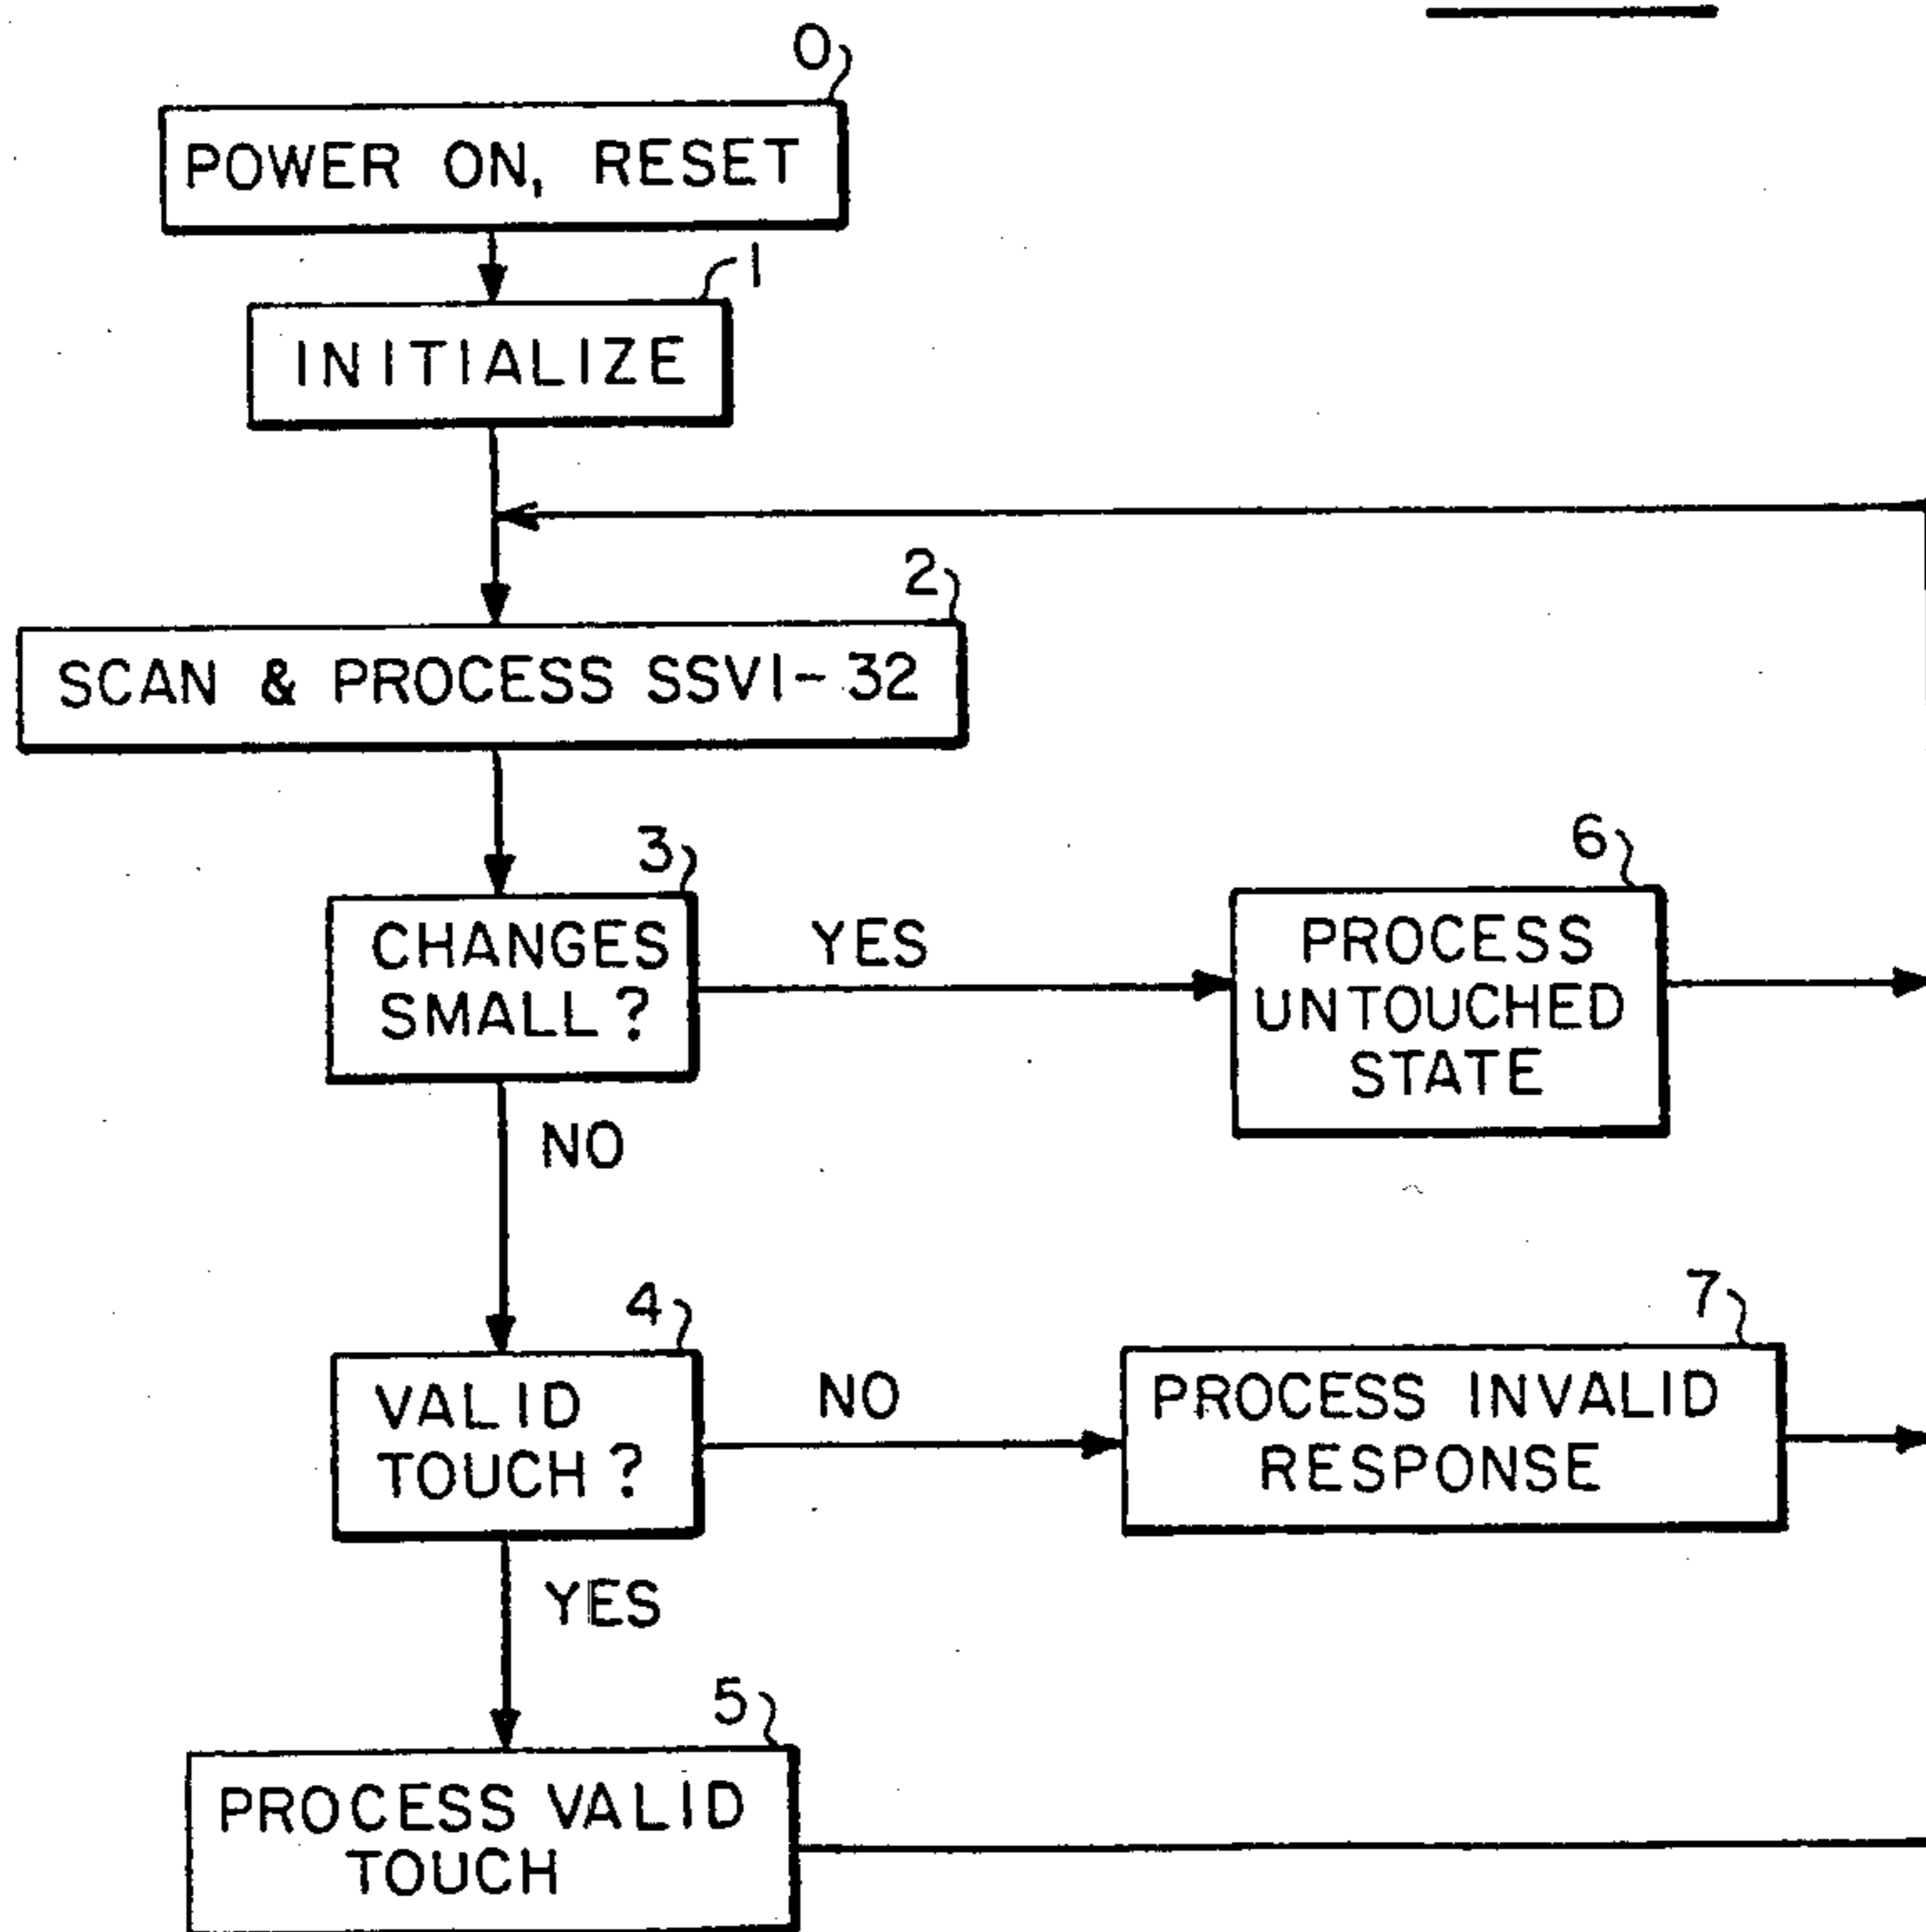 0
POWER ON, RESET
1
INITIALIZE
2
SCAN & PROCESS SSV1-32
3
CHANGES
SMALL ?
YES
6
PROCESS
UNTOUCHED
STATE
NO
4
VALID
TOUCH ?
NO
7
PROCESS INVALID
RESPONSE
YES
5
PROCESS VALID
TOUCH